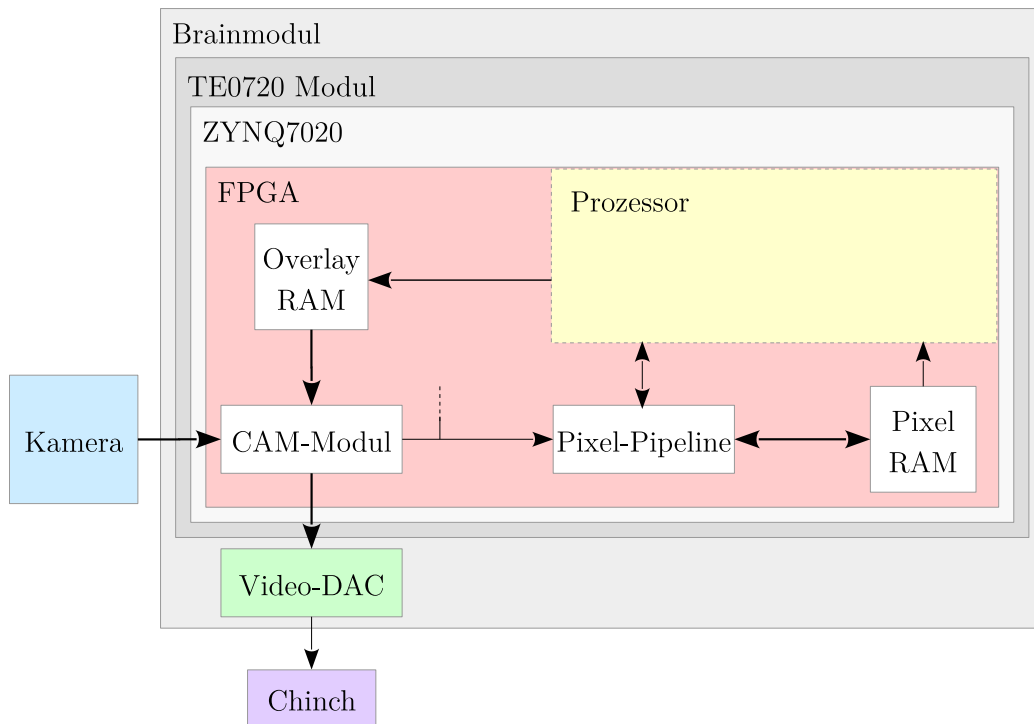 Brainmodul
TE0720 Modul
ZYNQ7020
FPGA
Prozessor
Overlay
RAM
Kamera
CAM-Modul
Pixel-Pipeline
Pixel
RAM
Video-DAC
Chinch